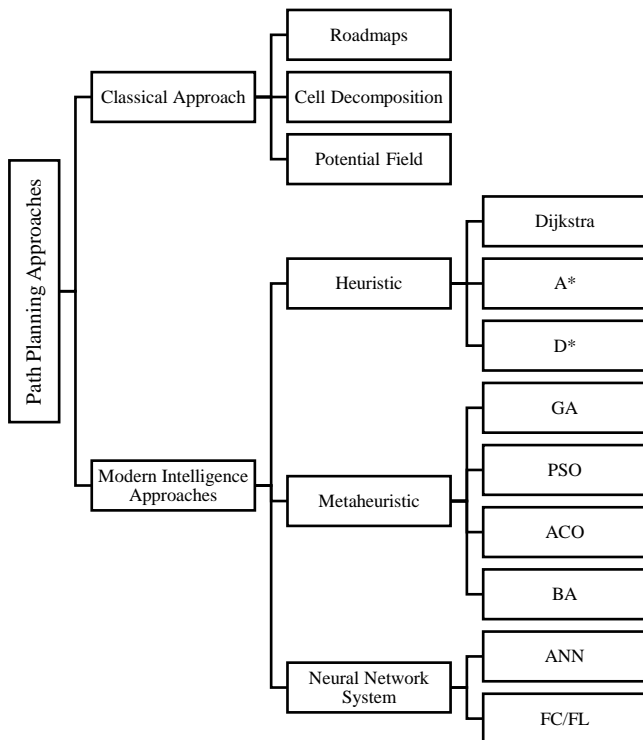 Path Planning Approaches
Classical Approach
Roadmaps
Cell Decomposition
Potential Field
Modern Intelligence
Approaches
Heuristic
Dijkstra
A*
D*
Metaheuristic
GA
PSO
ACO
BA
Neural Network
System
ANN
FC/FL